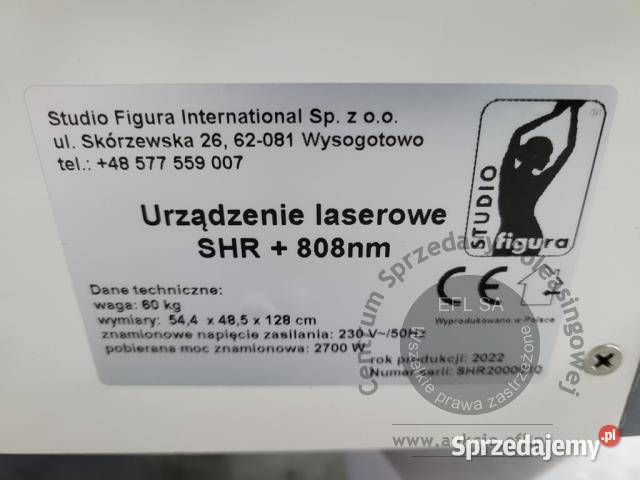 Studio Figura International Sp. z o.o.
ul. Skórzewska 26, 62-081 Wysogotowo
tel.: +48 577 559 007
STUDIO
figura
Urządzenie laserowe
SHR + 808nm
CE
Wyprodukowano w Polsce
Dane techniczne:
waga: 60 kg
wymiary: 54,4 x 48,5 x 128 cm
znamionowe napięcie zasilania: 230 V~/50Hz
pobierana moc znamionowa: 2700 W
rok produkcji: 2022
Numer serii:
Centrum Sprzedaży Poleasingowej
EFL SA
Wszelkie prawa zastrzeżone
Sprzedajemy.pl